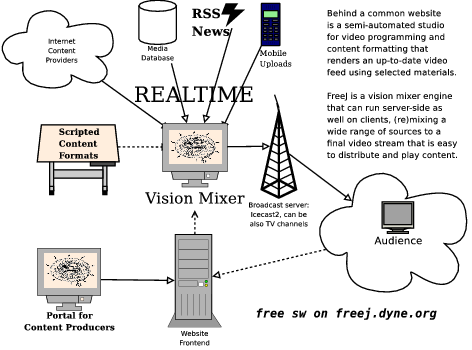 Internet
Content
Providers
Media
Database
RSS
News
Mobile
Uploads
Behind a common website
is a semi-automated studio
for video programming and
content formatting that
renders an up-to-date video
feed using selected materials.
FreeJ is a vision mixer engine
that can run server-side as
well on clients, (re)mixing a
wide range of sources to a
final video stream that is easy
to distribute and play content.
REALTIME
Scripted
Content
Formats
Vision Mixer
Broadcast server:
Icecast2, can be
also TV channels
Audience
Portal for
Content Producers
Website
Frontend
free sw on freej.dyne.org